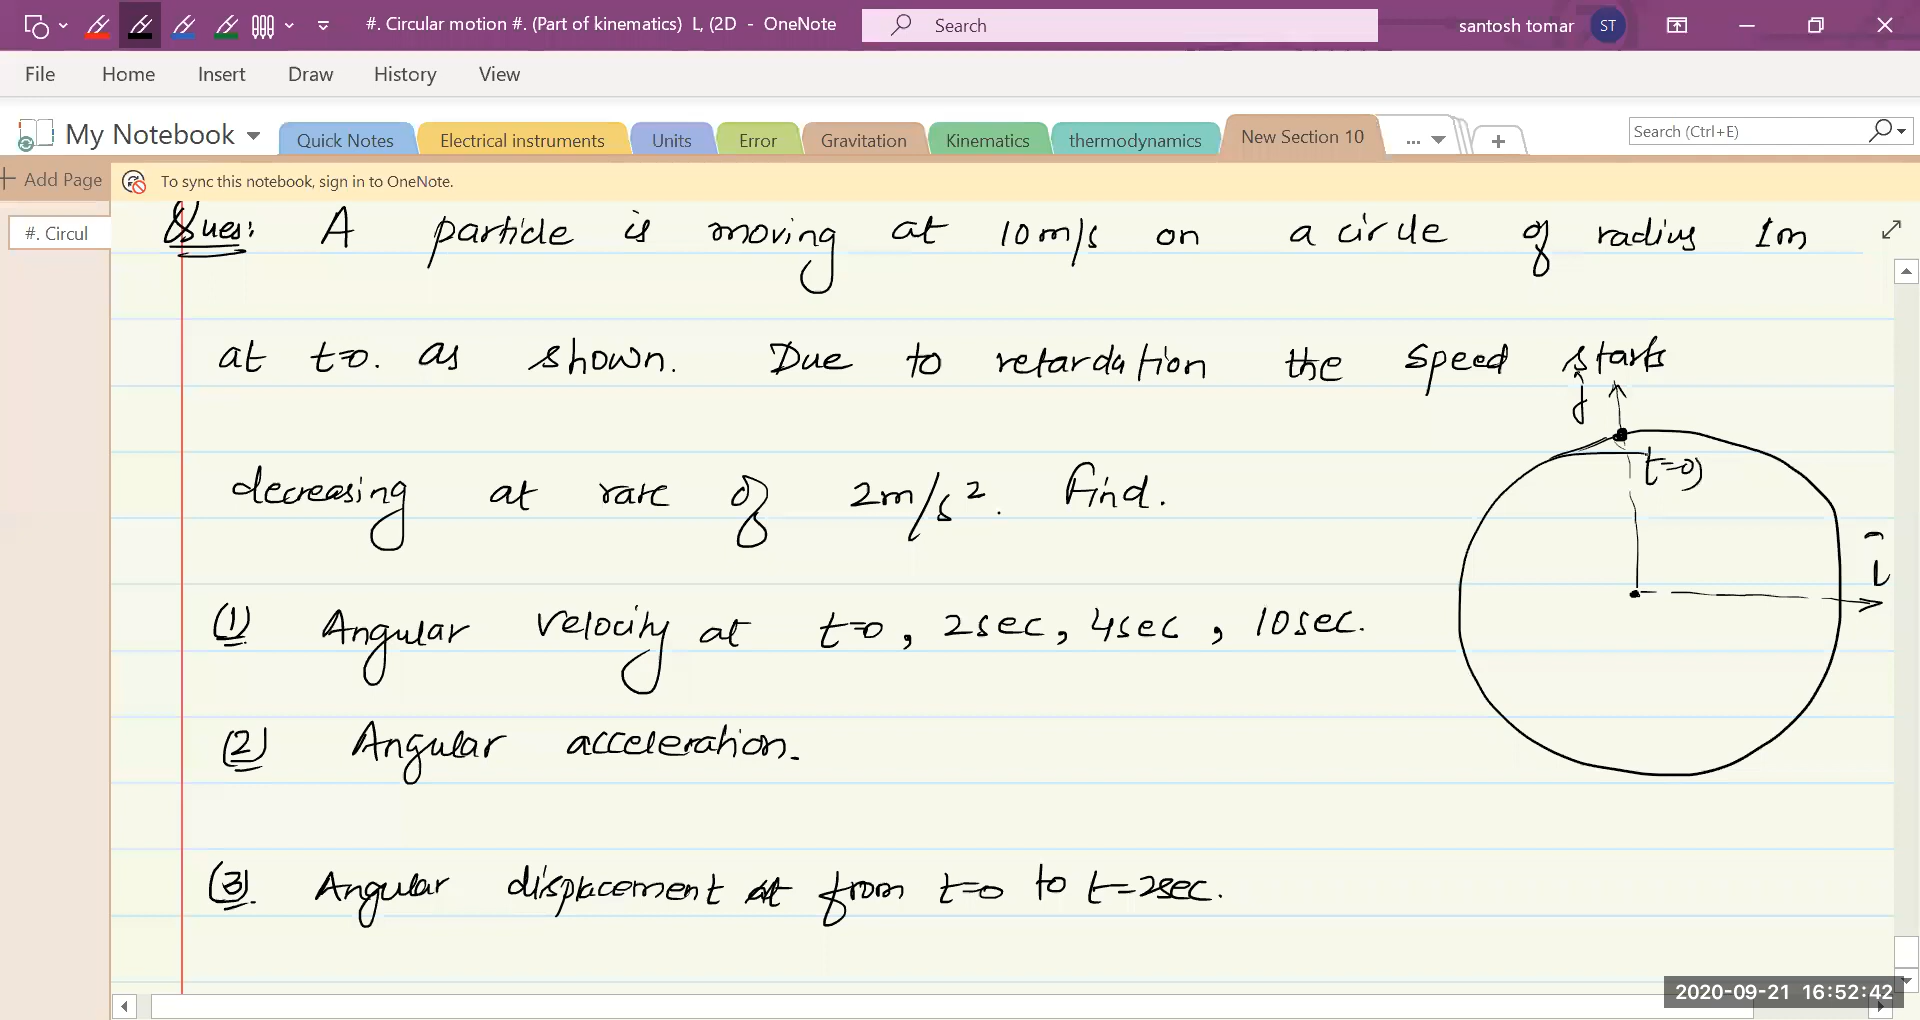 #. Circular motion #. (Part of kinematics) L, (2D - OneNote
Search
santosh tomar
ST
File Home Insert Draw History View
My Notebook
Quick Notes
Electrical instruments
Units
Error
Gravitation
Kinematics
thermodynamics
New Section 10
...
Search (Ctrl+E)
Add Page
To sync this notebook, sign in to OneNote.
#. Circul
Ques: A particle is moving at 10m/s on a circle of radius 1m
at t=0. as shown. Due to retardation the speed starts
decreasing at rate of 2m/s². Find.
(1) Angular velocity at t=0, 2sec, 4sec, 10sec.
(2) Angular acceleration.
(3). Angular displacement at from t=0 to t=2sec.
ĵ
t=0
î
2020-09-21 16:52:42